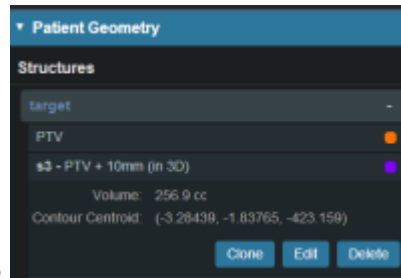 Patient Geometry
Structures
target -
PTV
s3 - PTV + 10mm (in 3D)
Volume: 256.9 cc
Contour Centroid: (-3.28439, -1.83765, -423.159)
Clone Edit Delete